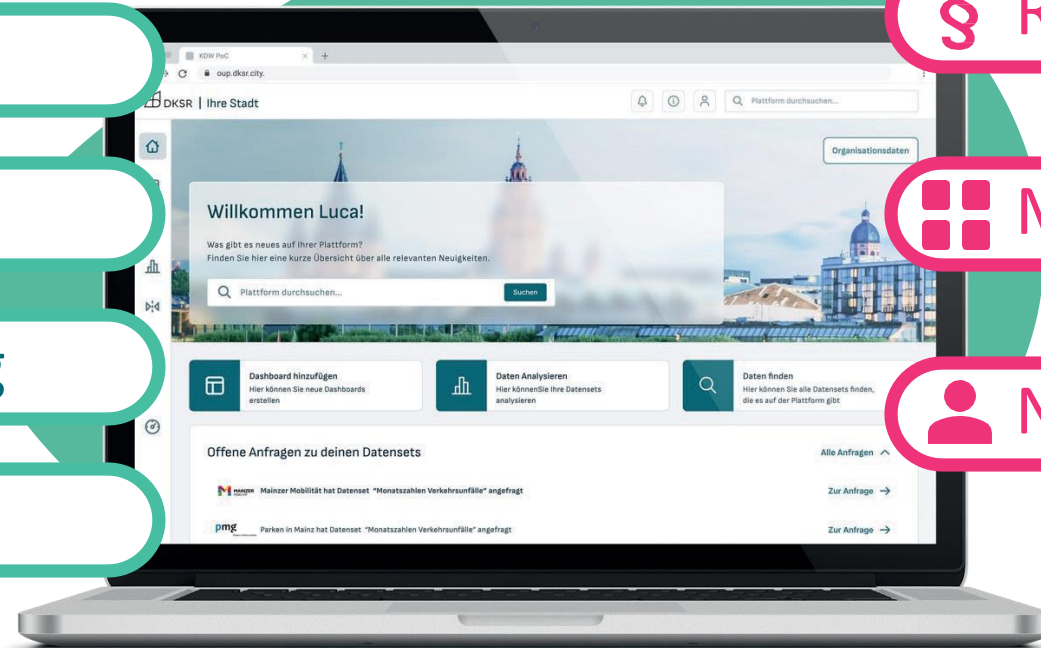 KDW PoC
oup.dksr.city.
DKSR | Ihre Stadt
Plattform durchsuchen...
Organisationsdaten
Willkommen Luca!
Was gibt es neues auf Ihrer Plattform?
Finden Sie hier eine kurze Übersicht über alle relevanten Neuigkeiten.
Plattform durchsuchen...
Suchen
Dashboard hinzufügen
Hier können Sie neue Dashboards
erstellen
Daten Analysieren
Hier könnenSie Ihre Datensets
analysieren
Daten finden
Hier können Sie alle Datensets finden,
die es auf der Plattform gibt
Offene Anfragen zu deinen Datensets
Alle Anfragen
Mainzer Mobilität hat Datenset “Monatszahlen Verkehrsunfälle” angefragt
Zur Anfrage
pmg
Parken in Mainz hat Datenset “Monatszahlen Verkehrsunfälle” angefragt
Zur Anfrage
§